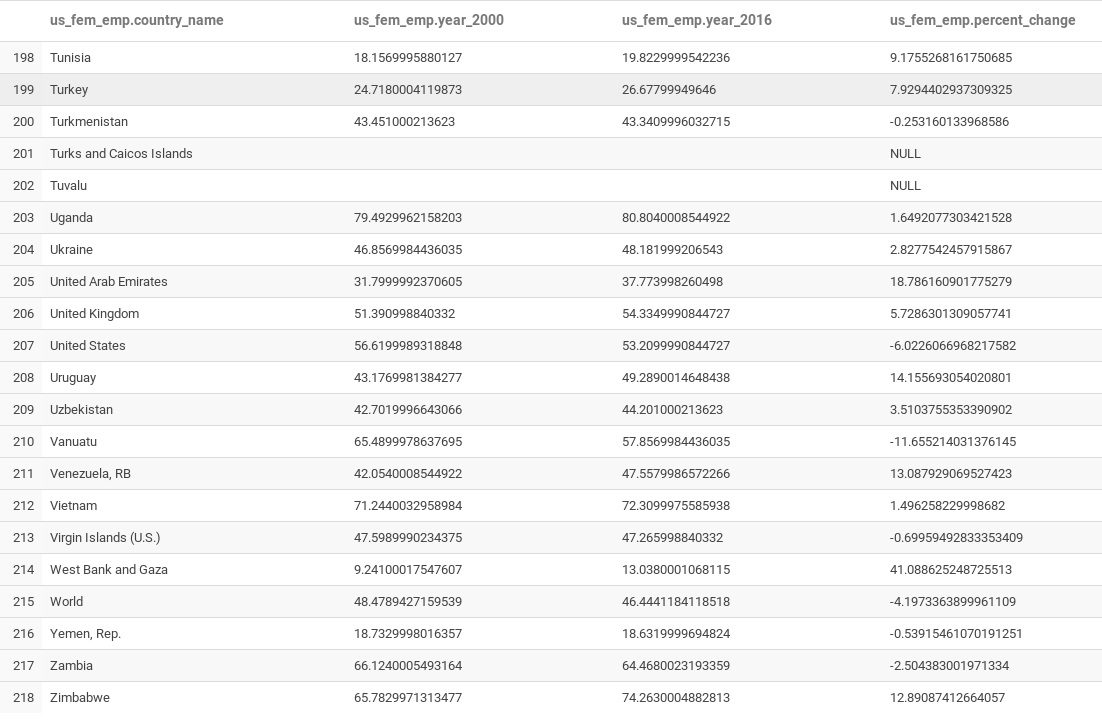 us_fem_emp.country_name us_fem_emp.year_2000 us_fem_emp.year_2016 us_fem_emp.percent_change
198 Tunisia 18.1569995880127 19.8229999542236 9.1755268161750685
199 Turkey 24.7180004119873 26.67799949646 7.9294402937309325
200 Turkmenistan 43.451000213623 43.3409996032715 -0.253160133968586
201 Turks and Caicos Islands NULL
202 Tuvalu NULL
203 Uganda 79.4929962158203 80.8040008544922 1.6492077303421528
204 Ukraine 46.8569984436035 48.181999206543 2.8277542457915867
205 United Arab Emirates 31.7999992370605 37.773998260498 18.786160901775279
206 United Kingdom 51.390998840332 54.3349990844727 5.7286301309057741
207 United States 56.6199989318848 53.2099990844727 -6.0226066968217582
208 Uruguay 43.1769981384277 49.2890014648438 14.155693054020801
209 Uzbekistan 42.7019996643066 44.201000213623 3.5103755353390902
210 Vanuatu 65.4899978637695 57.8569984436035 -11.655214031376145
211 Venezuela, RB 42.0540008544922 47.5579986572266 13.087929069527423
212 Vietnam 71.2440032958984 72.3099975585938 1.496258229998682
213 Virgin Islands (U.S.) 47.5989990234375 47.265998840332 -0.69959492833353409
214 West Bank and Gaza 9.24100017547607 13.0380001068115 41.088625248725513
215 World 48.4789427159539 46.4441184118518 -4.1973363899961109
216 Yemen, Rep. 18.7329998016357 18.6319999694824 -0.53915461070191251
217 Zambia 66.1240005493164 64.4680023193359 -2.504383001971334
218 Zimbabwe 65.7829971313477 74.2630004882813 12.89087412664057